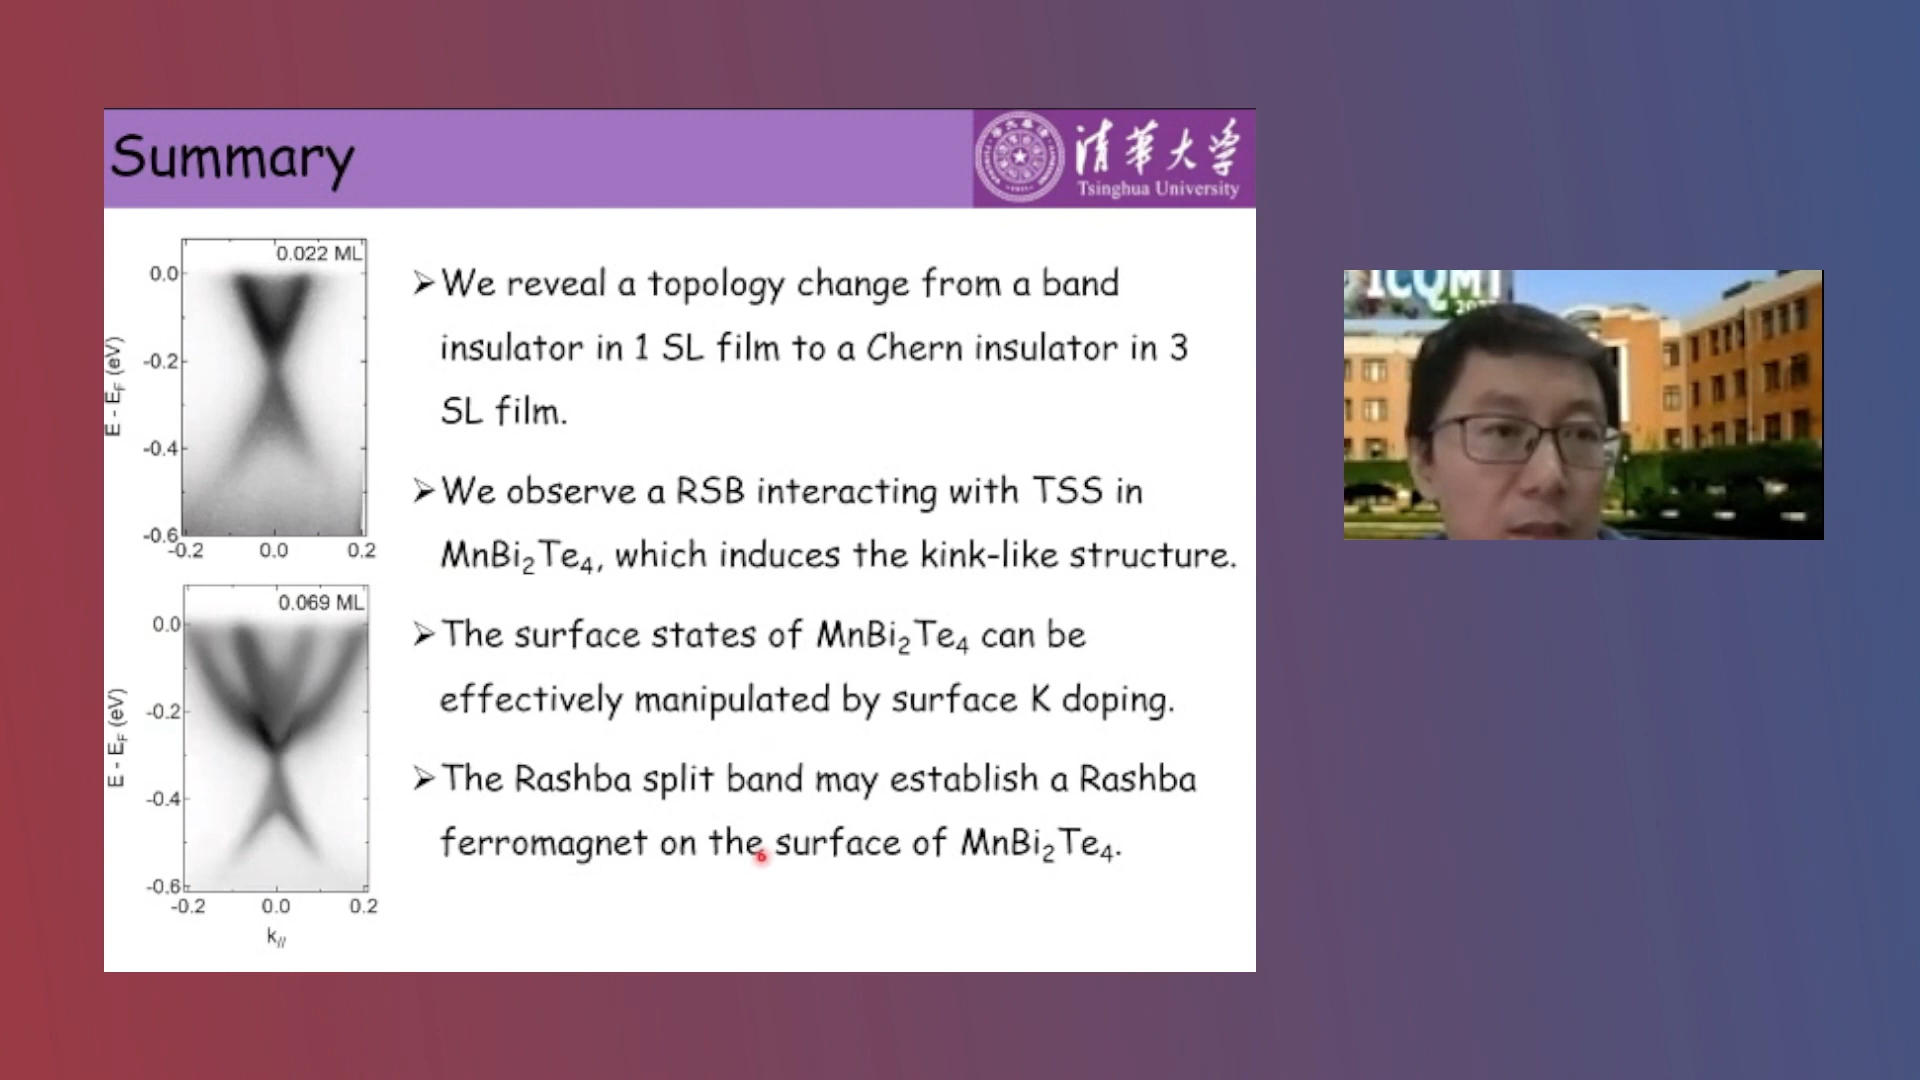 Summary
清華大学
Tsinghua University
0.022 ML
0.0
-0.2
-0.4
-0.6
-0.2 0.0 0.2
E - E_F (eV)
0.069 ML
0.0
-0.2
-0.4
-0.6
-0.2 0.0 0.2
E - E_F (eV)
k_//
➢We reveal a topology change from a band
insulator in 1 SL film to a Chern insulator in 3
SL film.
➢We observe a RSB interacting with TSS in
MnBi₂Te₄, which induces the kink-like structure.
➢The surface states of MnBi₂Te₄ can be
effectively manipulated by surface K doping.
➢The Rashba split band may establish a Rashba
ferromagnet on the surface of MnBi₂Te₄.
ICQMT